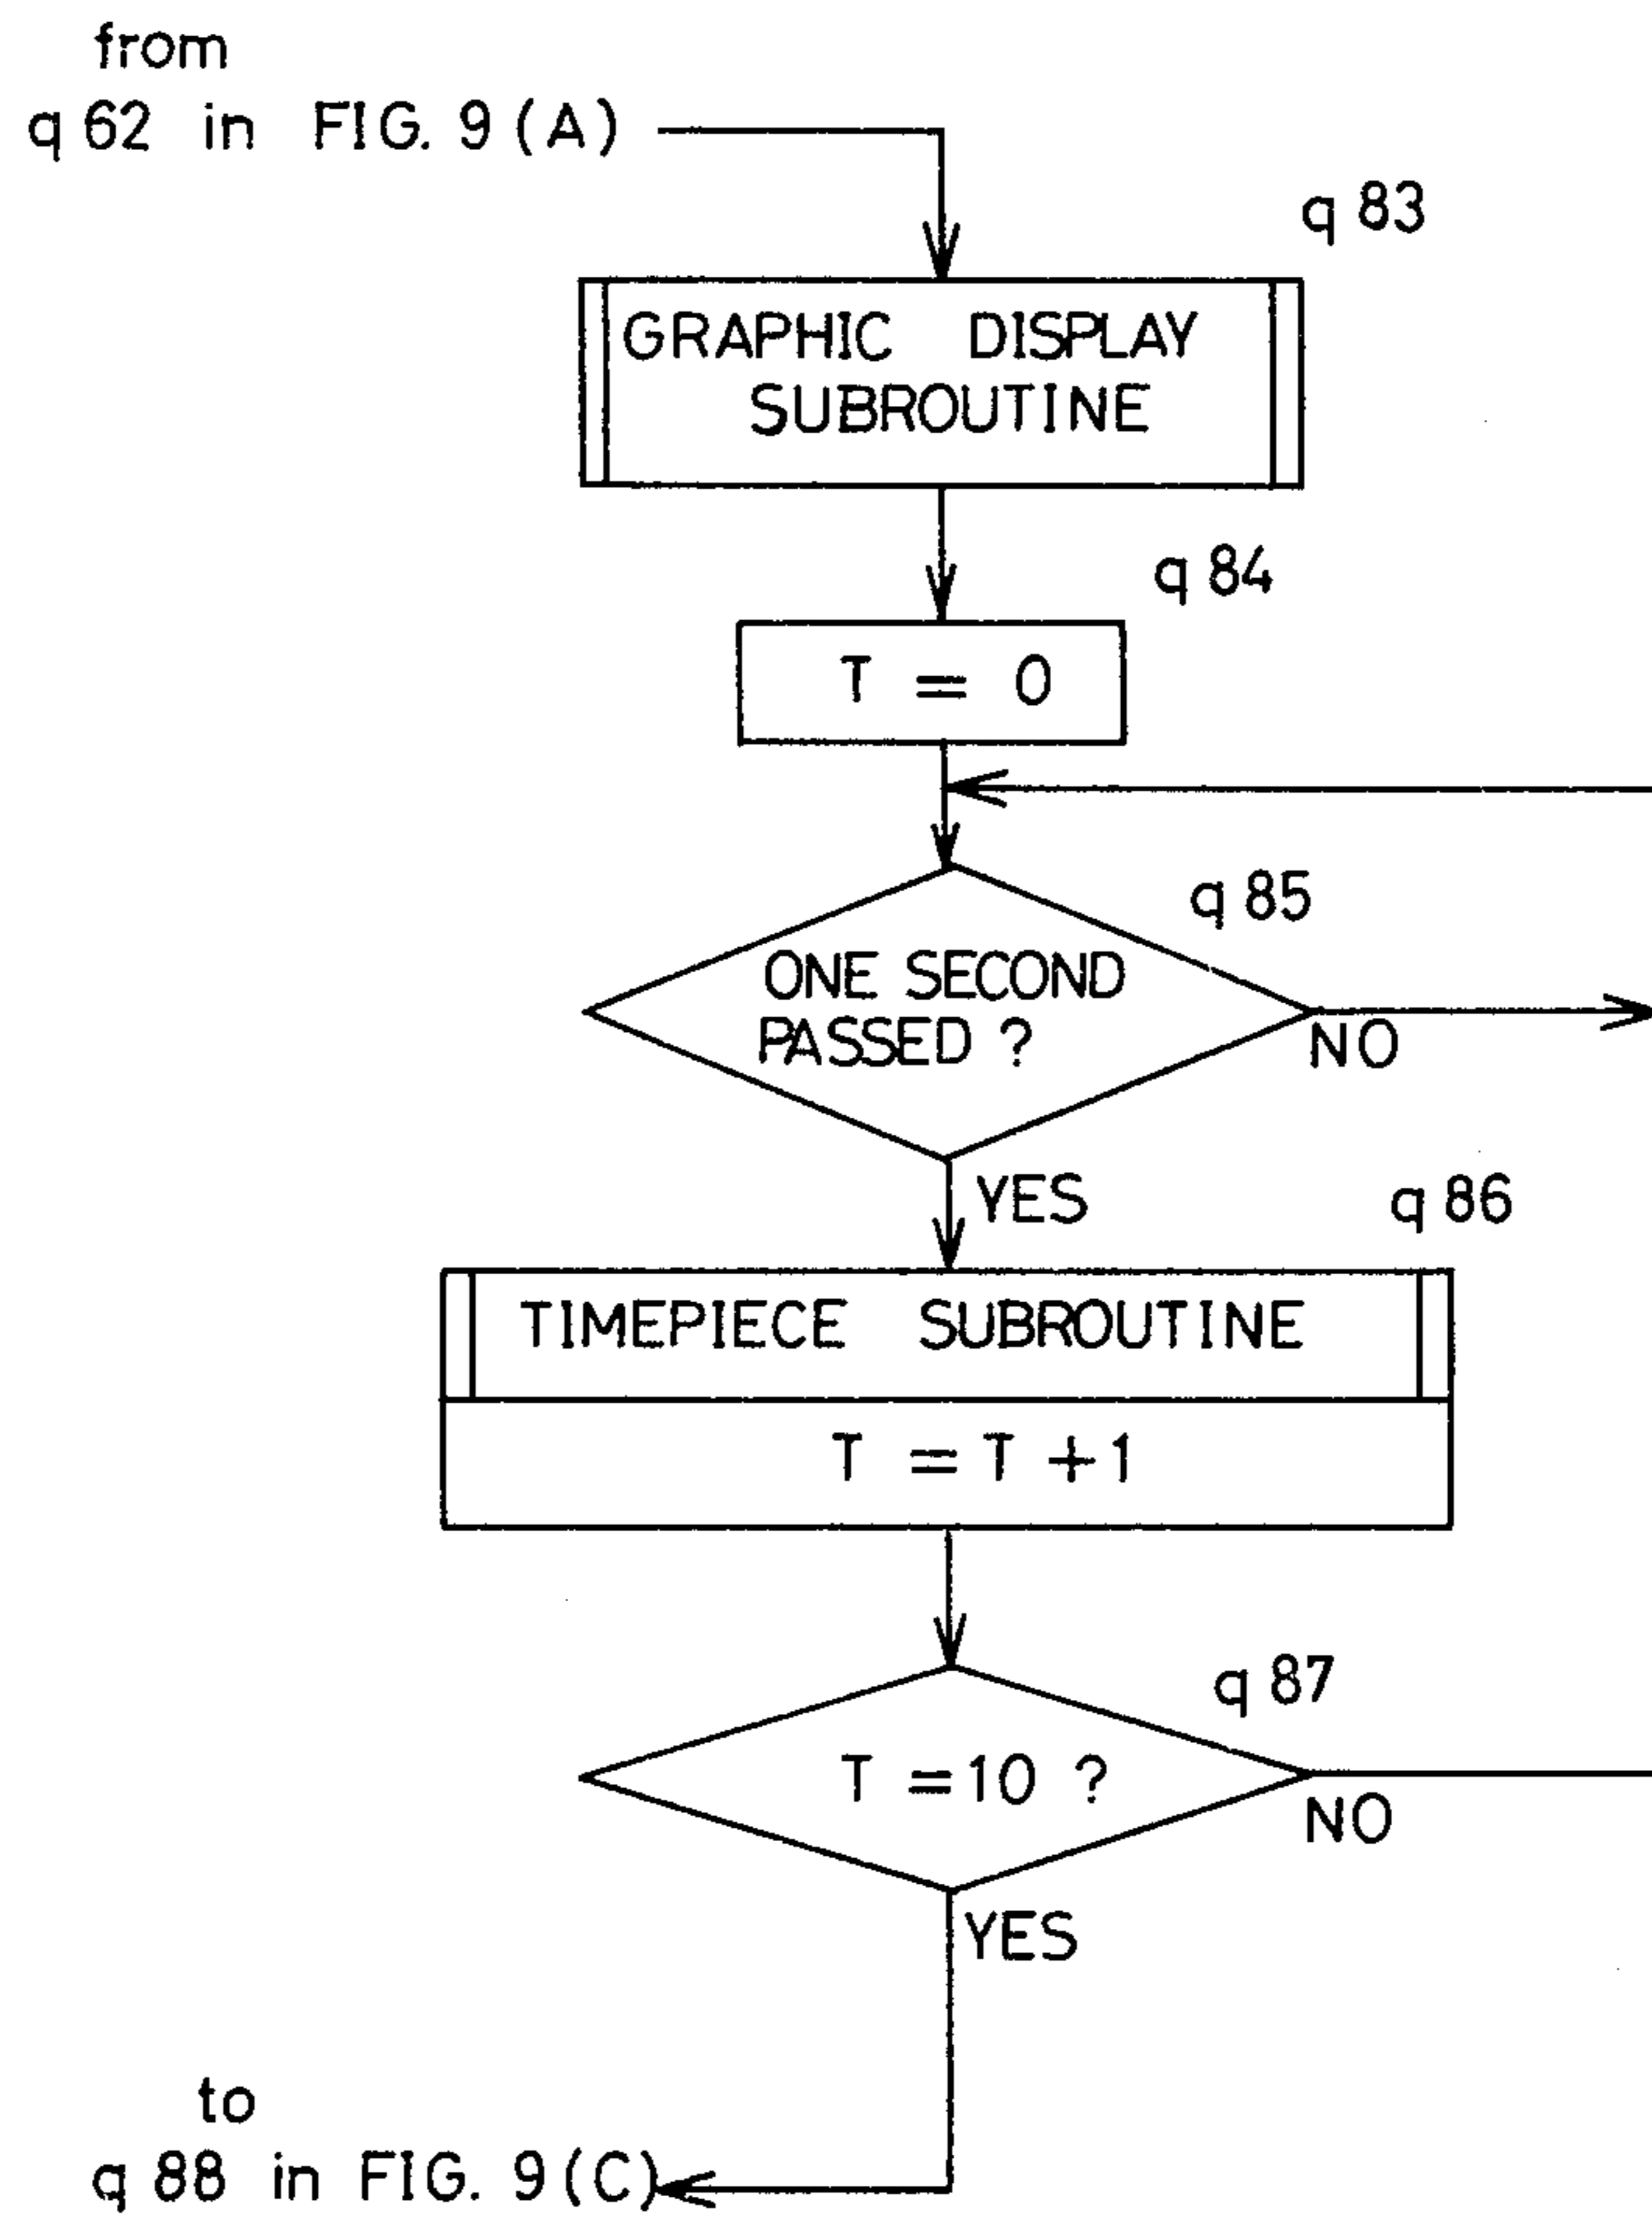 from
q 62 in FIG. 9 (A)
q 83
GRAPHIC DISPLAY
SUBROUTINE
q 84
T = 0
q 85
ONE SECOND
PASSED ?
NO
YES
q 86
TIMEPIECE SUBROUTINE
T = T + 1
q 87
T = 10 ?
NO
YES
to
q 88 in FIG. 9 (C)